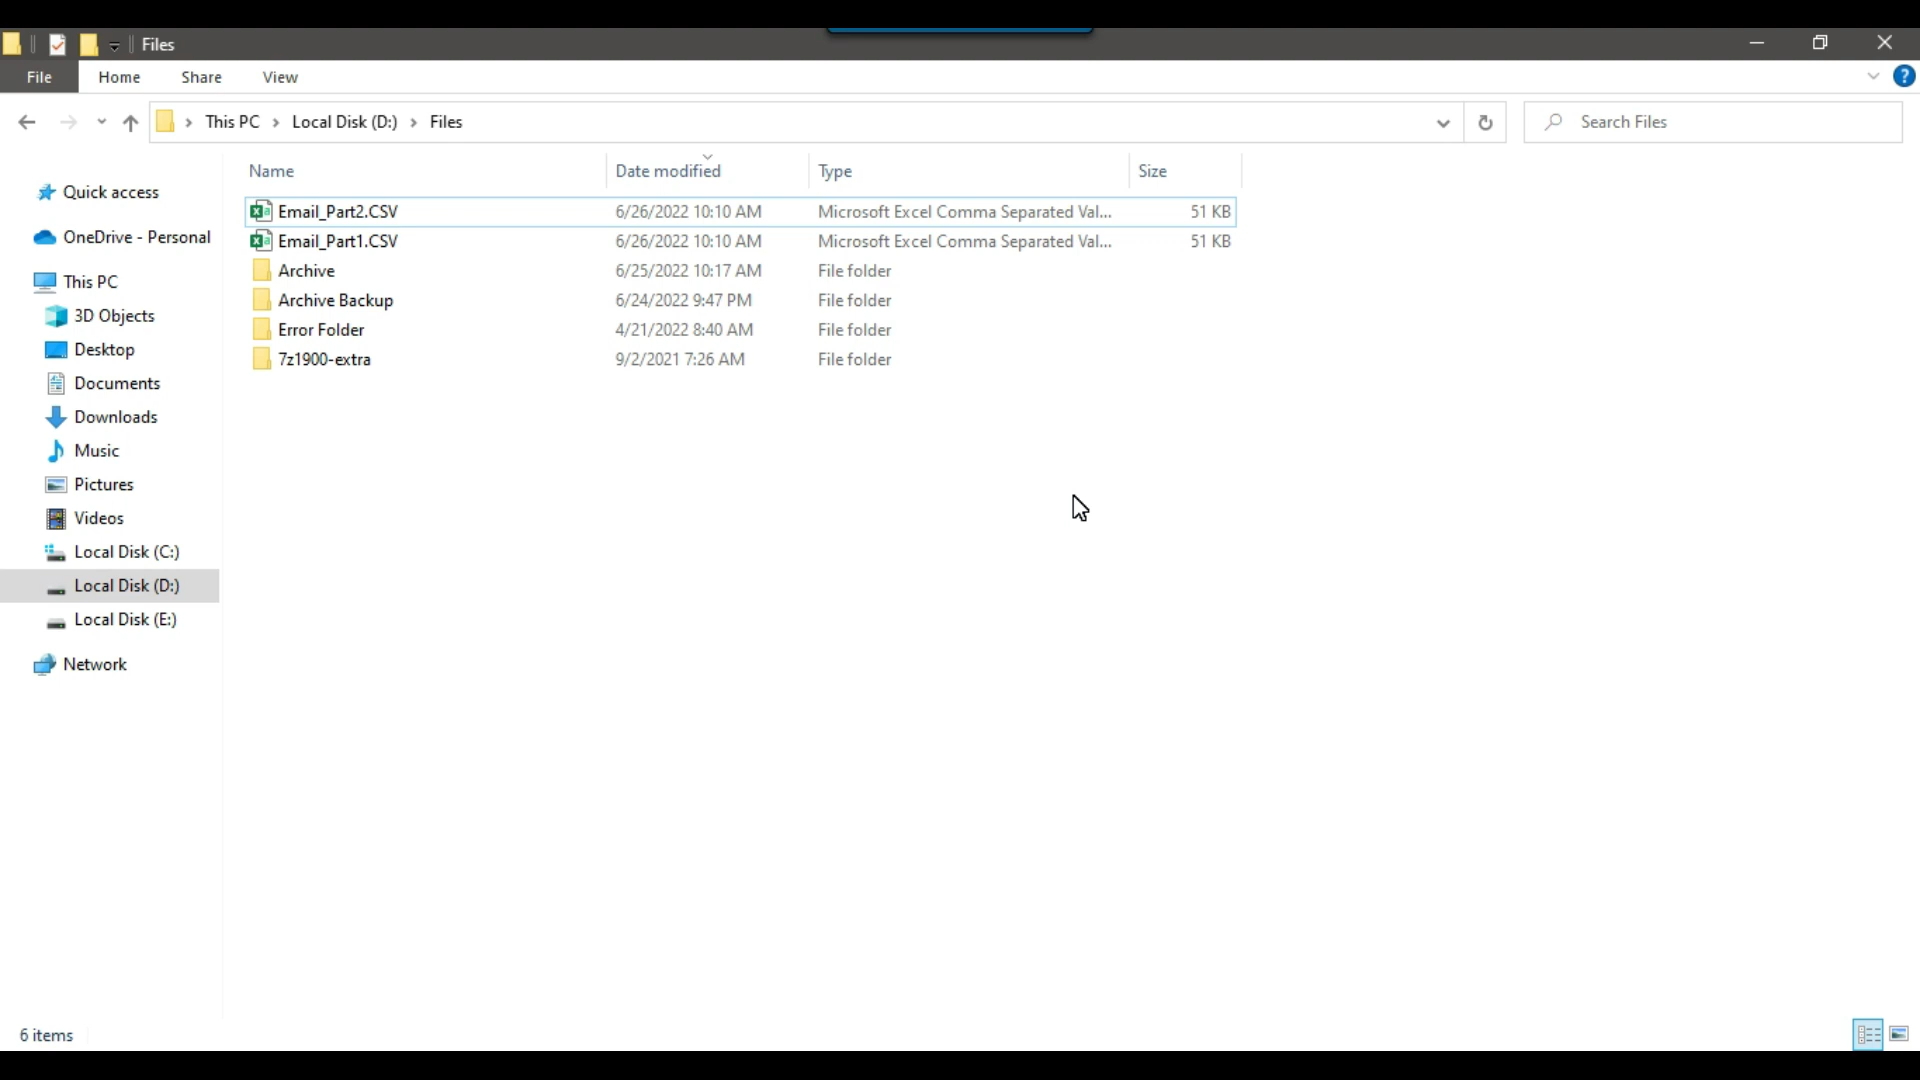 Files
File Home Share View
This PC > Local Disk (D:) > Files
Search Files
Name Date modified Type Size
Quick access
OneDrive - Personal
This PC
3D Objects
Desktop
Documents
Downloads
Music
Pictures
Videos
Local Disk (C:)
Local Disk (D:)
Local Disk (E:)
Network
Email_Part2.CSV 6/26/2022 10:10 AM Microsoft Excel Comma Separated Val... 51 KB
Email_Part1.CSV 6/26/2022 10:10 AM Microsoft Excel Comma Separated Val... 51 KB
Archive 6/25/2022 10:17 AM File folder
Archive Backup 6/24/2022 9:47 PM File folder
Error Folder 4/21/2022 8:40 AM File folder
7z1900-extra 9/2/2021 7:26 AM File folder
6 items